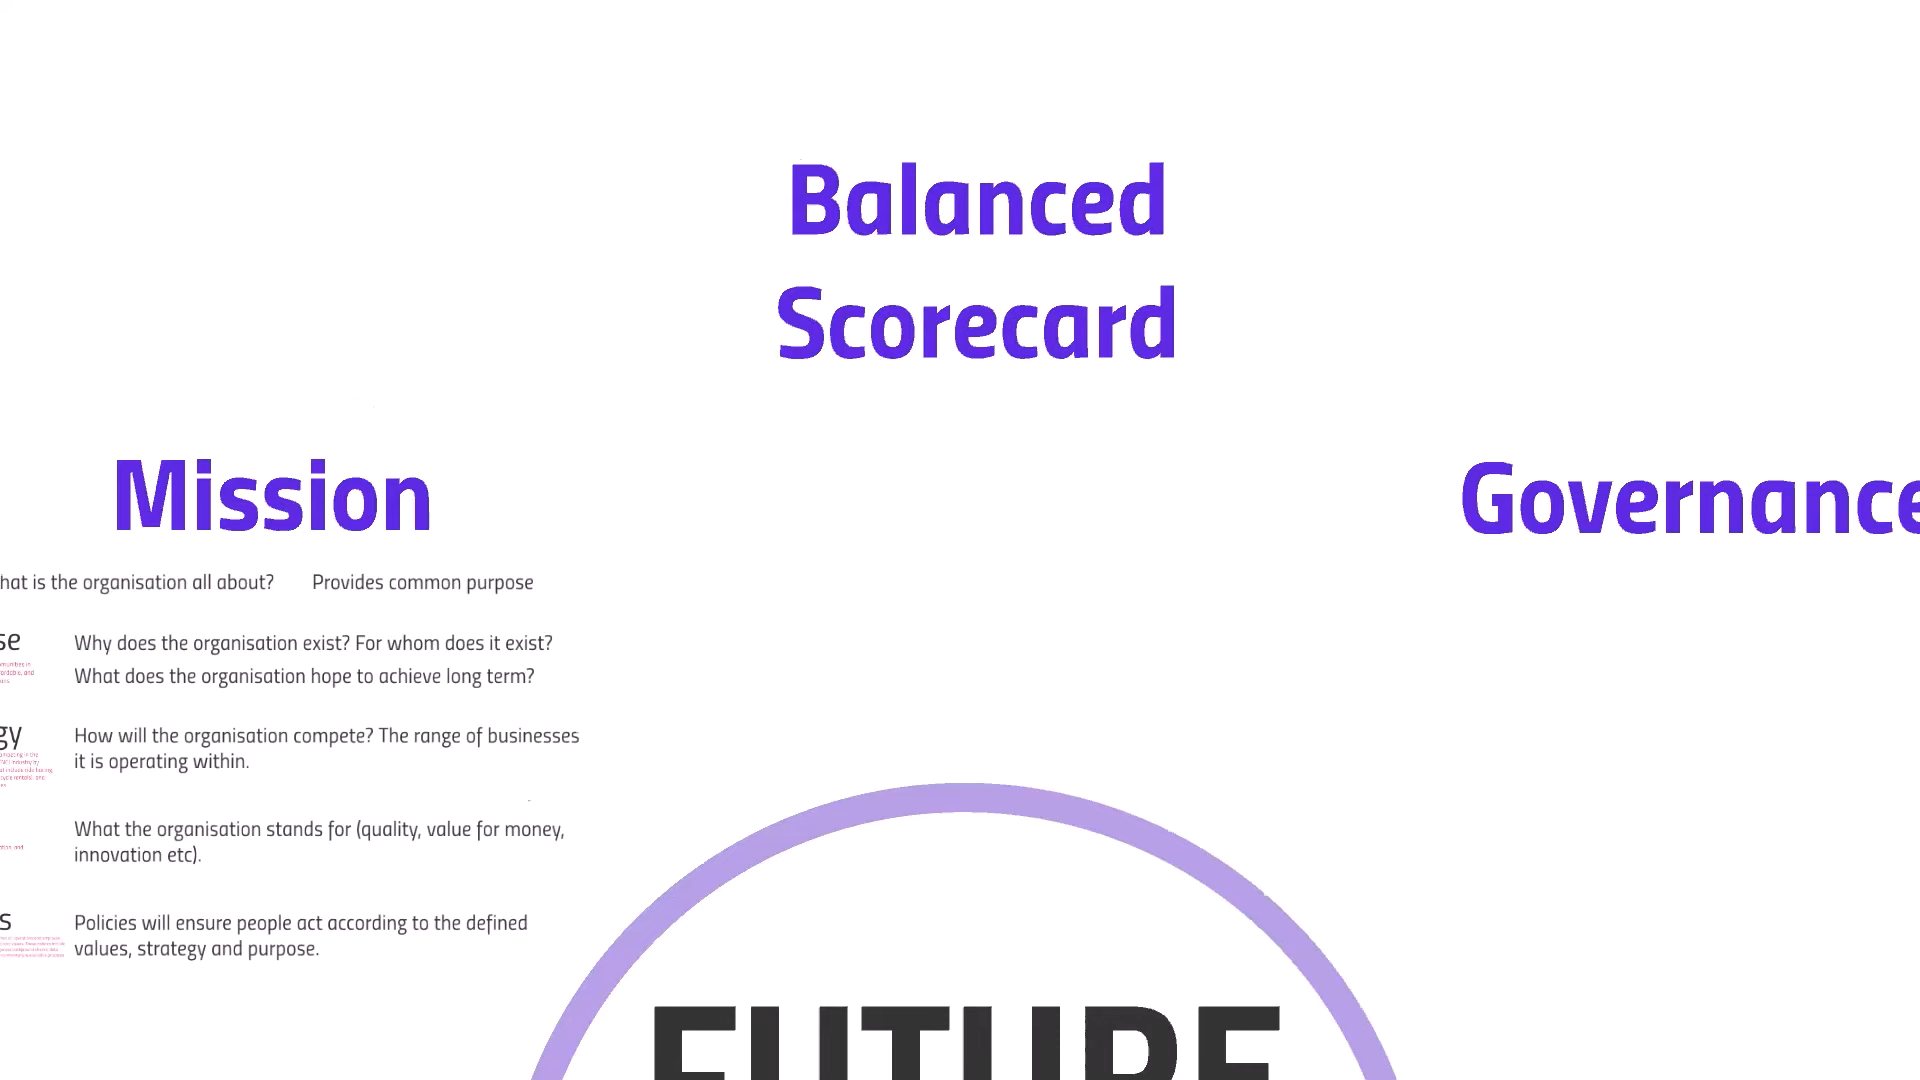 Balanced
Scorecard
Mission
Governance
hat is the organisation all about? Provides common purpose
se
Why does the organisation exist? For whom does it exist?
What does the organisation hope to achieve long term?
gy
How will the organisation compete? The range of businesses
it is operating within.
What the organisation stands for (quality, value for money,
innovation etc).
s
Policies will ensure people act according to the defined
values, strategy and purpose.
FUTURE